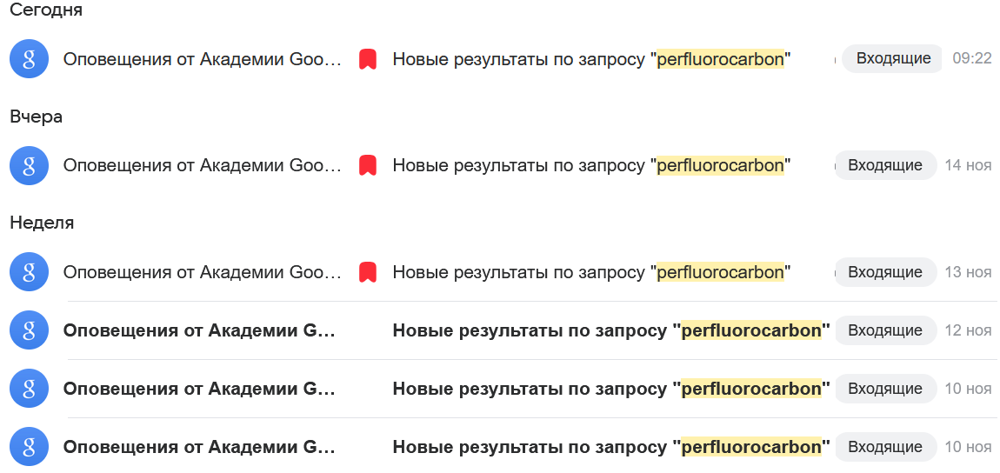 Сегодня
g Оповещения от Академии Goo... Новые результаты по запросу "perfluorocarbon" Входящие 09:22
Вчера
g Оповещения от Академии Goo... Новые результаты по запросу "perfluorocarbon" Входящие 14 ноя
Неделя
g Оповещения от Академии Goo... Новые результаты по запросу "perfluorocarbon" Входящие 13 ноя
g Оповещения от Академии G... Новые результаты по запросу "perfluorocarbon" Входящие 12 ноя
g Оповещения от Академии G... Новые результаты по запросу "perfluorocarbon" Входящие 10 ноя
g Оповещения от Академии G... Новые результаты по запросу "perfluorocarbon" Входящие 10 ноя